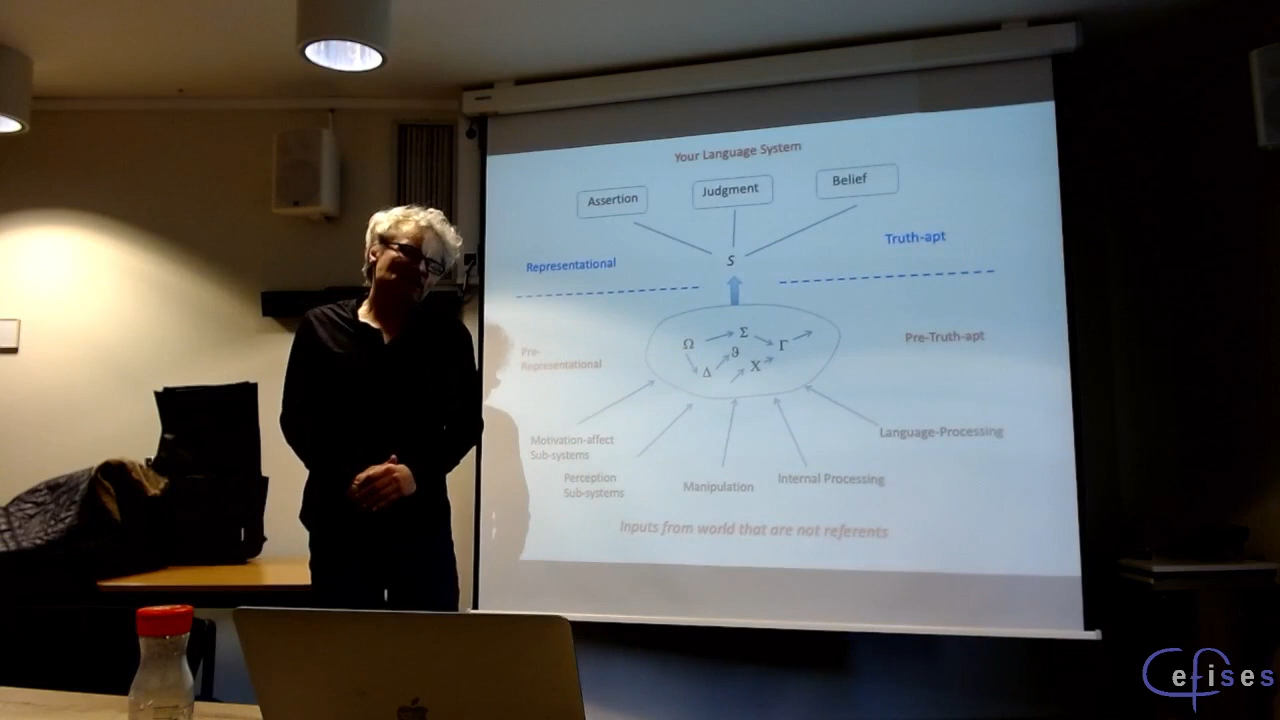 Your Language System
Assertion
Judgment
Belief
Truth-apt
Representational
S
Ω
Σ
ϑ
Γ
Δ
X
Pre-Truth-apt
Pre-
Representational
Motivation-affect
Sub-systems
Language-Processing
Perception
Sub-systems
Manipulation
Internal Processing
Inputs from world that are not referents
Cefises